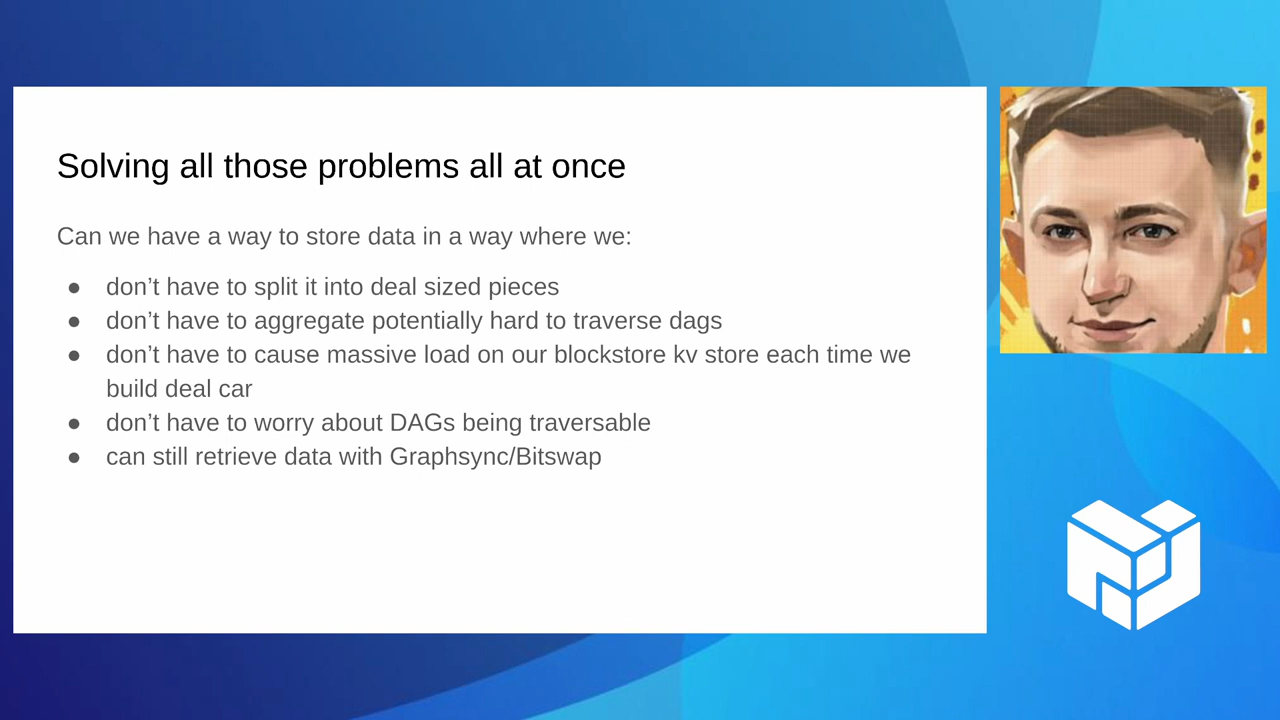 Solving all those problems all at once
Can we have a way to store data in a way where we:
● don’t have to split it into deal sized pieces
● don’t have to aggregate potentially hard to traverse dags
● don’t have to cause massive load on our blockstore kv store each time we
build deal car
● don’t have to worry about DAGs being traversable
● can still retrieve data with Graphsync/Bitswap